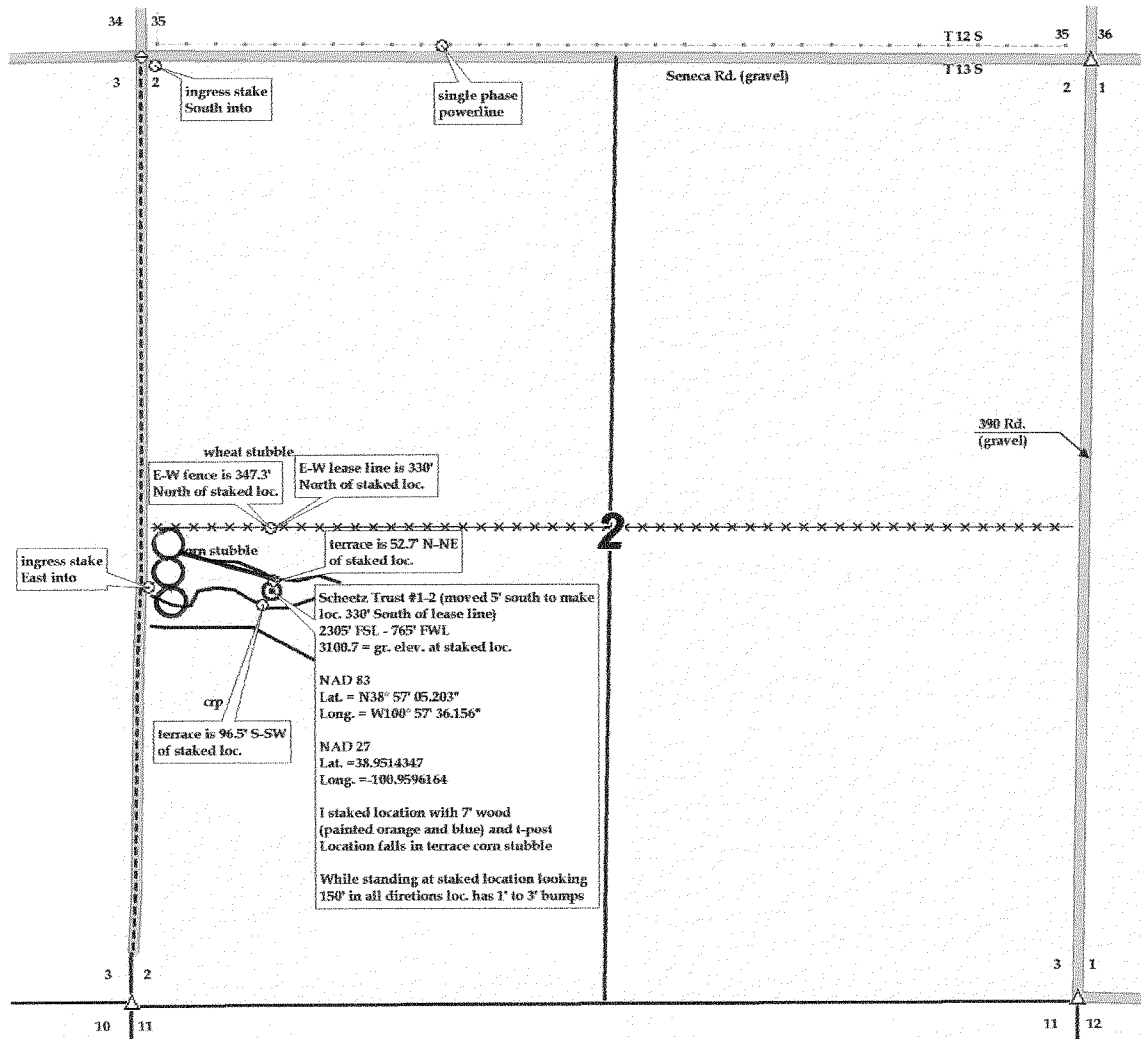 34 35
35 36
T 12 S
3 2
Seneca Rd. (gravel)
T 13 S
2 1
ingress stake
South into
single phase
powerline
390 Rd.
(gravel)
wheat stubble
E-W fence is 347.3'
North of staked loc.
E-W lease line is 330'
North of staked loc.
2
corn stubble
terrace is 52.7' N-NE
of staked loc.
ingress stake
East into
Scheetz Trust #1-2 (moved 5' south to make
loc. 330' South of lease line)
2305' FSL - 765' FWL
3100.7 = gr. elev. at staked loc.
NAD 83
Lat. = N38° 57' 05.203"
Long. = W100° 57' 36.156"
NAD 27
Lat. =38.9514347
Long. =-100.9596164
I staked location with 7' wood
(painted orange and blue) and t-post
Location falls in terrace corn stubble
While standing at staked location looking
150' in all diretions loc. has 1' to 3' bumps
crp
terrace is 96.5' S-SW
of staked loc.
3 2
3 1
10 11
11 12